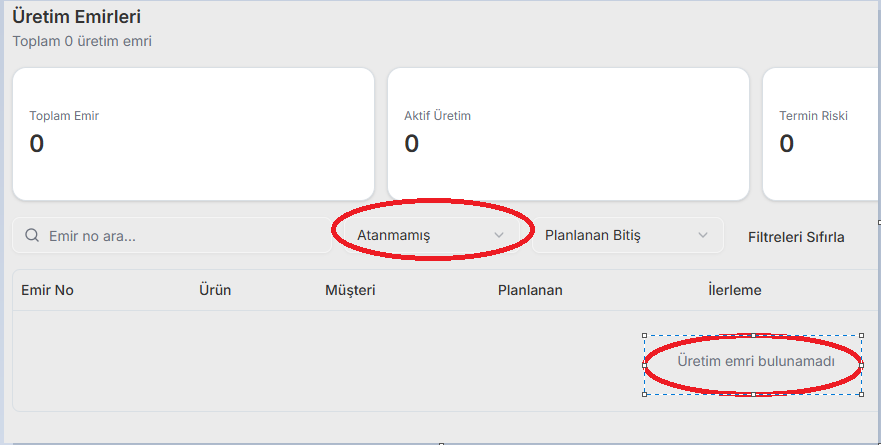 Üretim Emirleri
Toplam 0 üretim emri
Toplam Emir
0
Aktif Üretim
0
Termin Riski
0
Emir no ara...
Atanmamış
Planlanan Bitiş
Filtreleri Sıfırla
Emir No
Ürün
Müşteri
Planlanan
İlerleme
Üretim emri bulunamadı